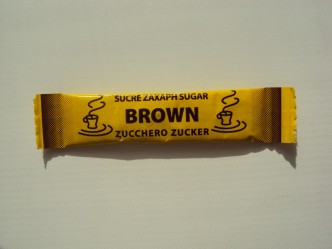 SUCRE ZAXAPH SUGAR
BROWN
ZUCCHERO ZUCKER